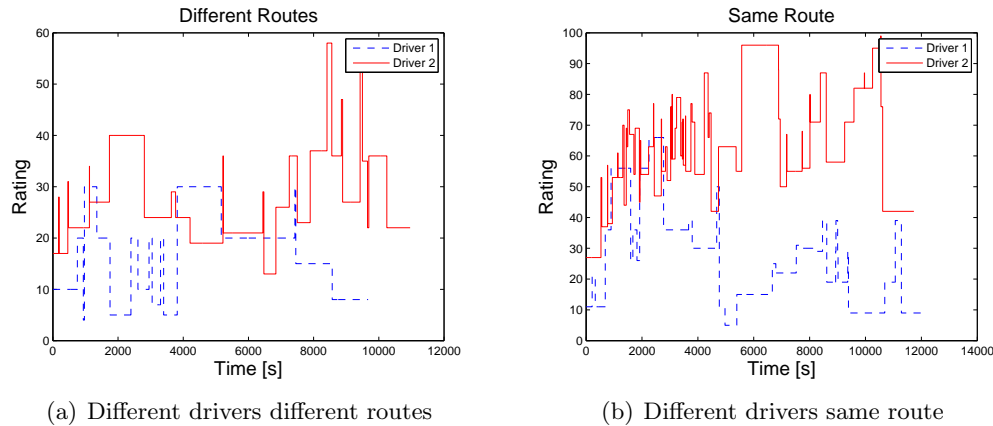 Different Routes
60
50
40
30
20
10
0
Rating
0 2000 4000 6000 8000 10000 12000
Time [s]
Driver 1
Driver 2
(a) Different drivers different routes
Same Route
100
90
80
70
60
50
40
30
20
10
0
Rating
0 2000 4000 6000 8000 10000 12000 14000
Time [s]
Driver 1
Driver 2
(b) Different drivers same route